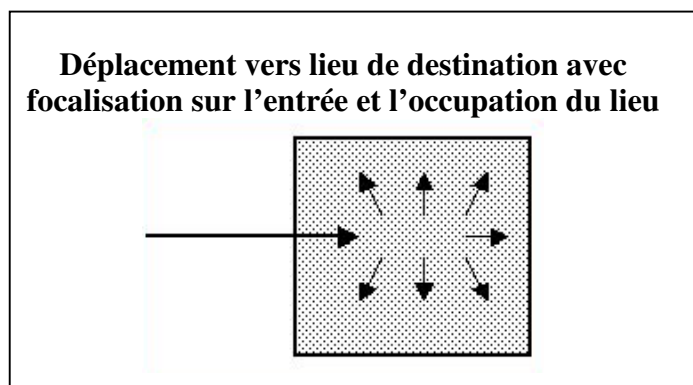 Déplacement vers lieu de destination avec
focalisation sur l’entrée et l’occupation du lieu